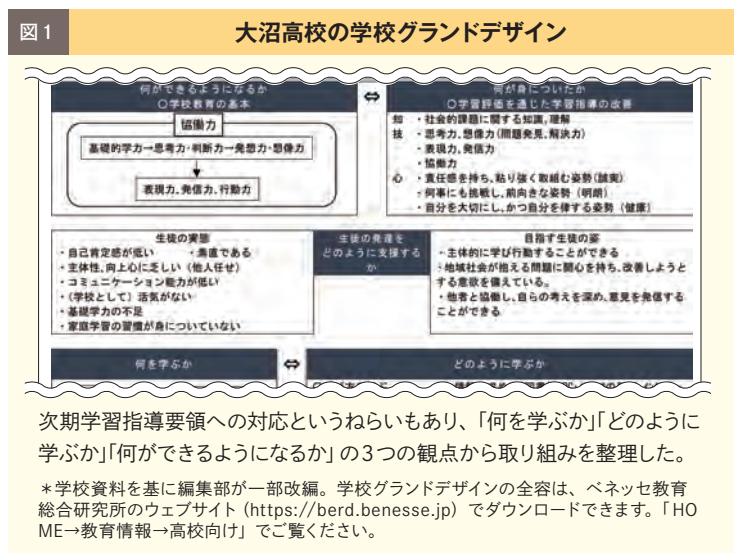 図1
大沼高校の学校グランドデザイン
何ができるようになるか
〇学校教育の基本
協働力
基礎的学力→思考力・判断力→発想力・想像力
表現力、発信力、行動力
⇔
何が身についたか
〇学習評価を通じた学習指導の改善
知 ・社会的課題に関する知識、理解
技 ・思考力、想像力(問題発見、解決力)
・表現力、発信力
・協働力
心 ・責任感を持ち、粘り強く取組む姿勢(誠実)
・何事にも挑戦し、前向きな姿勢(明朗)
・自分を大切にし、かつ自分を律する姿勢(健康)
生徒の実態
・自己肯定感が低い ・素直である
・主体性、向上心に乏しい(他人任せ)
・コミュニケーション能力が低い
・(学校として)活気がない
・基礎学力の不足
・家庭学習の習慣が身についていない
生徒の発達を
どのように支援する
か
目指す生徒の姿
・主体的に学び行動することができる
・地域社会が抱える問題に関心を持ち、改善しようと
する意欲を備えている。
・他者と協働し、自らの考えを深め、意見を発信する
ことができる
何を学ぶか
⇔
どのように学ぶか
次期学習指導要領への対応というねらいもあり、「何を学ぶか」「どのように
学ぶか」「何ができるようになるか」の3つの観点から取り組みを整理した。
＊学校資料を基に編集部が一部改編。学校グランドデザインの全容は、ベネッセ教育
総合研究所のウェブサイト(https://berd.benesse.jp)でダウンロードできます。「HO
ME→教育情報→高校向け」でご覧ください。